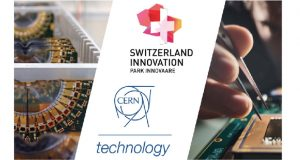 SWITZERLAND
INNOVATION
PARK INNOVAARE
CERN
technology